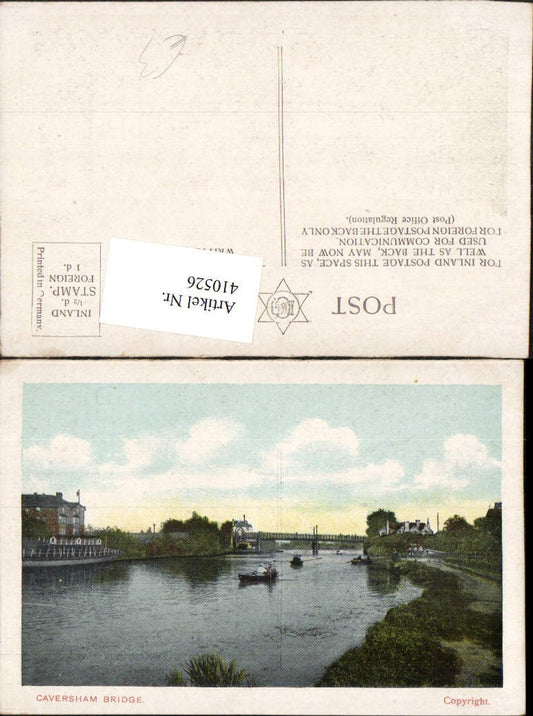 FOR INLAND POSTAGE THIS SPACE, AS
WELL AS THE BACK, MAY NOW BE
USED FOR COMMUNICATION.
FOR FOREIGN POSTAGE THE BACK ONLY
(Post Office Regulation).
POST
Artikel Nr.
410526
INLAND
½ d.
STAMP.
FOREIGN
1 d.
Printed in Germany.
CAVERSHAM BRIDGE.
Copyright.